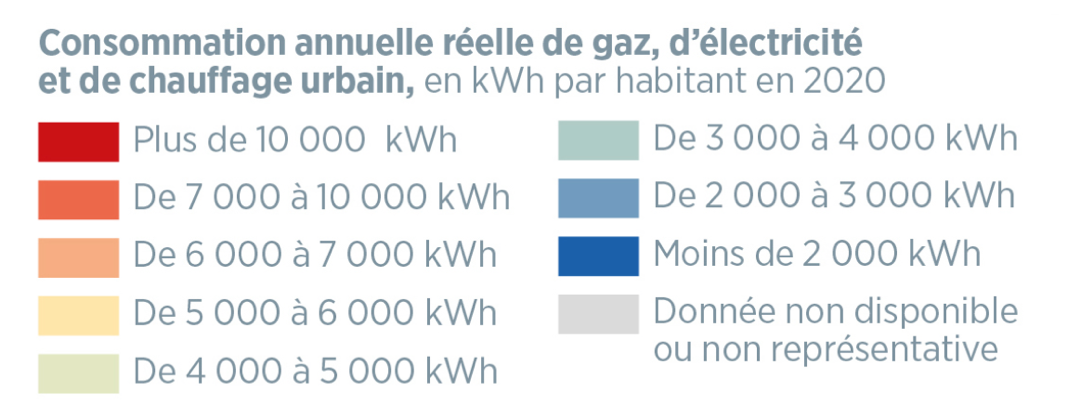 Consommation annuelle réelle de gaz, d'électricité
et de chauffage urbain, en kWh par habitant en 2020
Plus de 10 000 kWh
De 7 000 à 10 000 kWh
De 6 000 à 7 000 kWh
De 5 000 à 6 000 kWh
De 4 000 à 5 000 kWh
De 3 000 à 4 000 kWh
De 2 000 à 3 000 kWh
Moins de 2 000 kWh
Donnée non disponible
ou non représentative